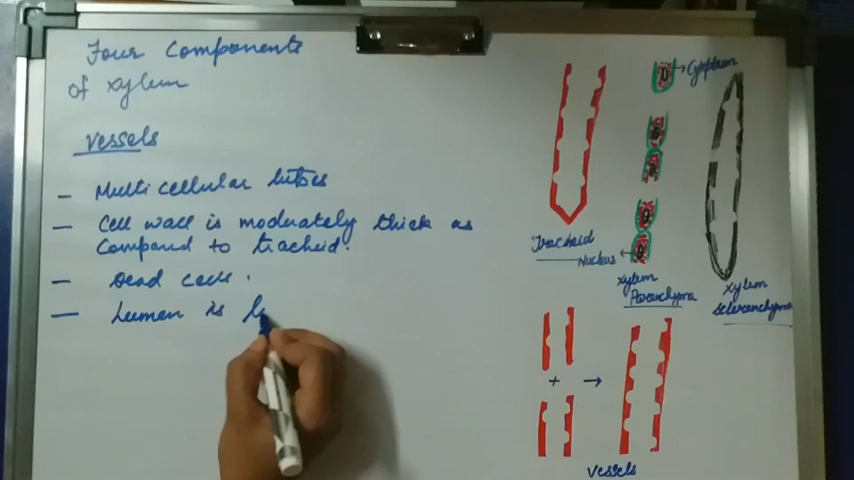 Four Components
of xylem
Vessels
- Multicellular tubes
- Cell wall is moderately thick as
compared to tracheid.
- Dead cells.
- Lumen is
Cytoplasm
Tracheid
Nucleus
xylem
Parenchyma
xylem
sclerenchyma
+ →
Vessels